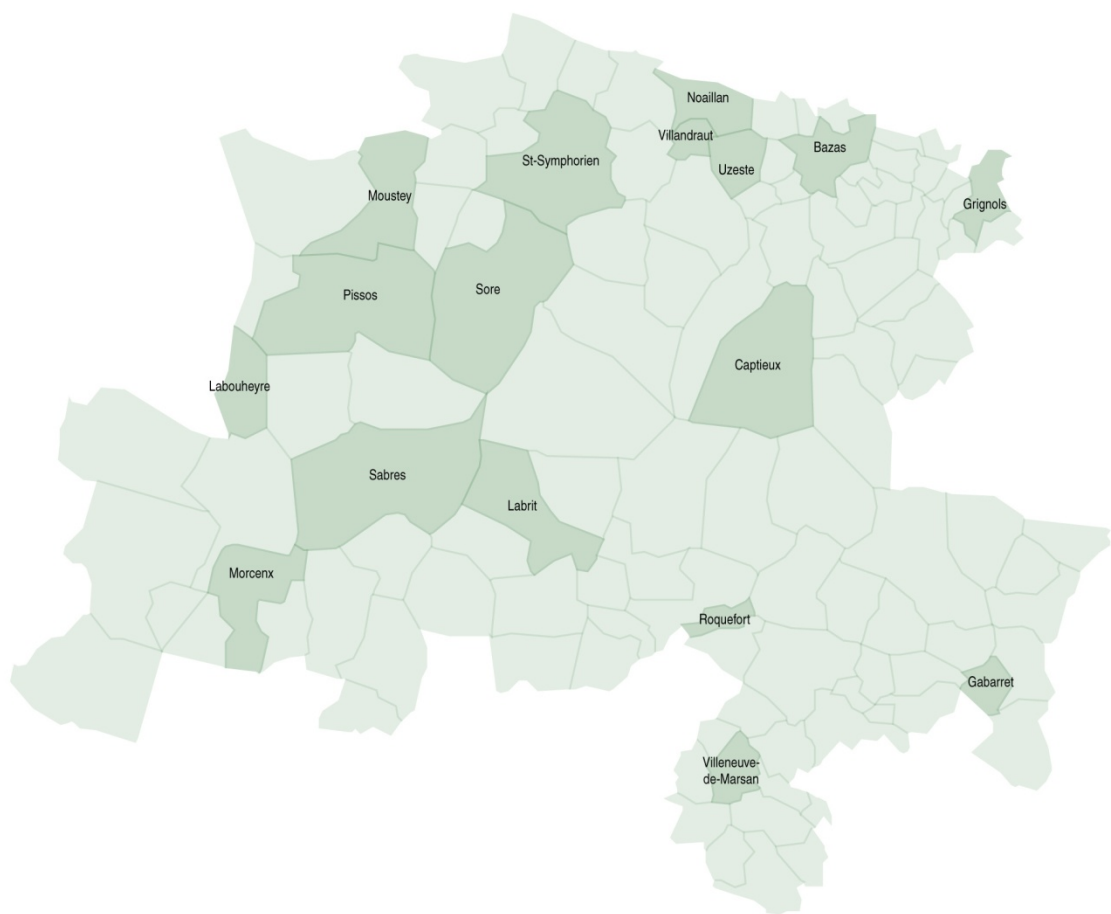 Noaillan
Villandraut
Bazas
St-Symphorien
Uzeste
Moustey
Grignols
Sore
Pissos
Captieux
Labouheyre
Sabres
Labrit
Morcenx
Roquefort
Gabarret
Villeneuve-
de-Marsan